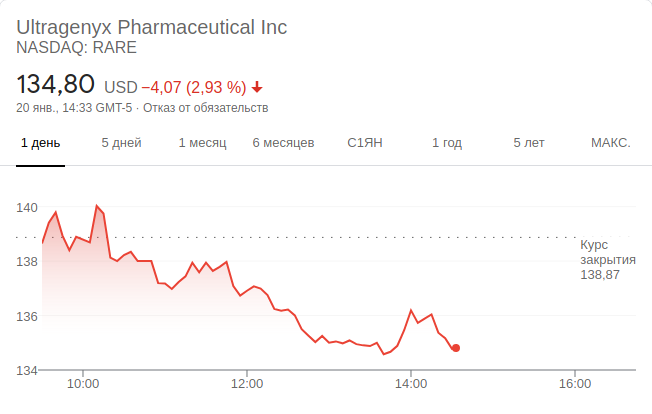 Ultragenyx Pharmaceutical Inc
NASDAQ: RARE
134,80 USD −4,07 (2,93 %)
20 янв., 14:33 GMT-5 · Отказ от обязательств
1 день 5 дней 1 месяц 6 месяцев С1ЯН 1 год 5 лет МАКС.
140
Курс
закрытия
138,87
138
136
134
10:00 12:00 14:00 16:00